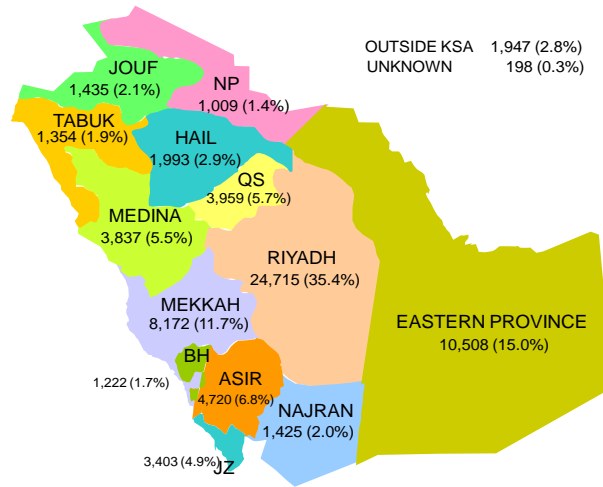 OUTSIDE KSA 1,947 (2.8%)
UNKNOWN 198 (0.3%)
JOUF
1,435 (2.1%)
NP
1,009 (1.4%)
TABUK
1,354 (1.9%)
HAIL
1,993 (2.9%)
QS
3,959 (5.7%)
MEDINA
3,837 (5.5%)
RIYADH
24,715 (35.4%)
MEKKAH
8,172 (11.7%)
EASTERN PROVINCE
10,508 (15.0%)
BH
1,222 (1.7%)
ASIR
4,720 (6.8%)
NAJRAN
1,425 (2.0%)
3,403 (4.9%)
JZ